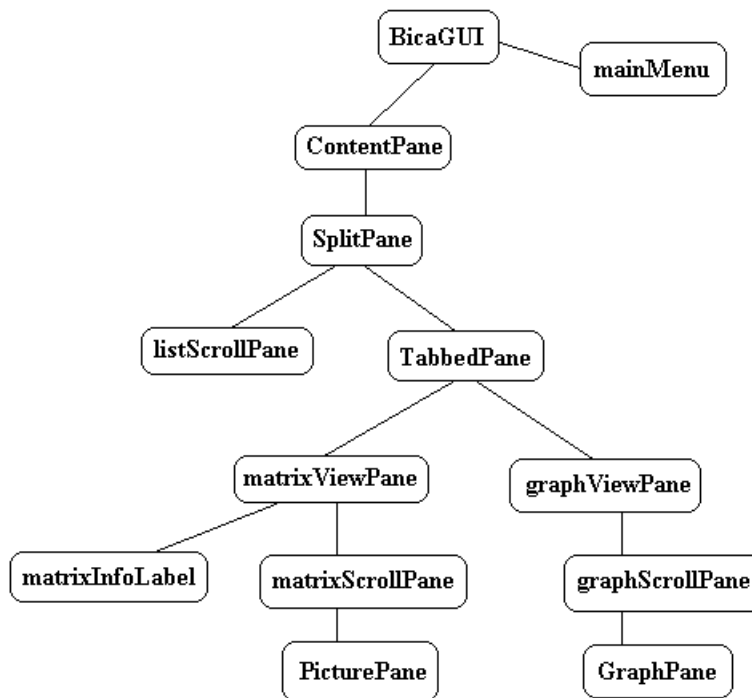 BicaGUI
mainMenu
ContentPane
SplitPane
listScrollPane
TabbedPane
matrixViewPane
graphViewPane
matrixInfoLabel
matrixScrollPane
graphScrollPane
PicturePane
GraphPane